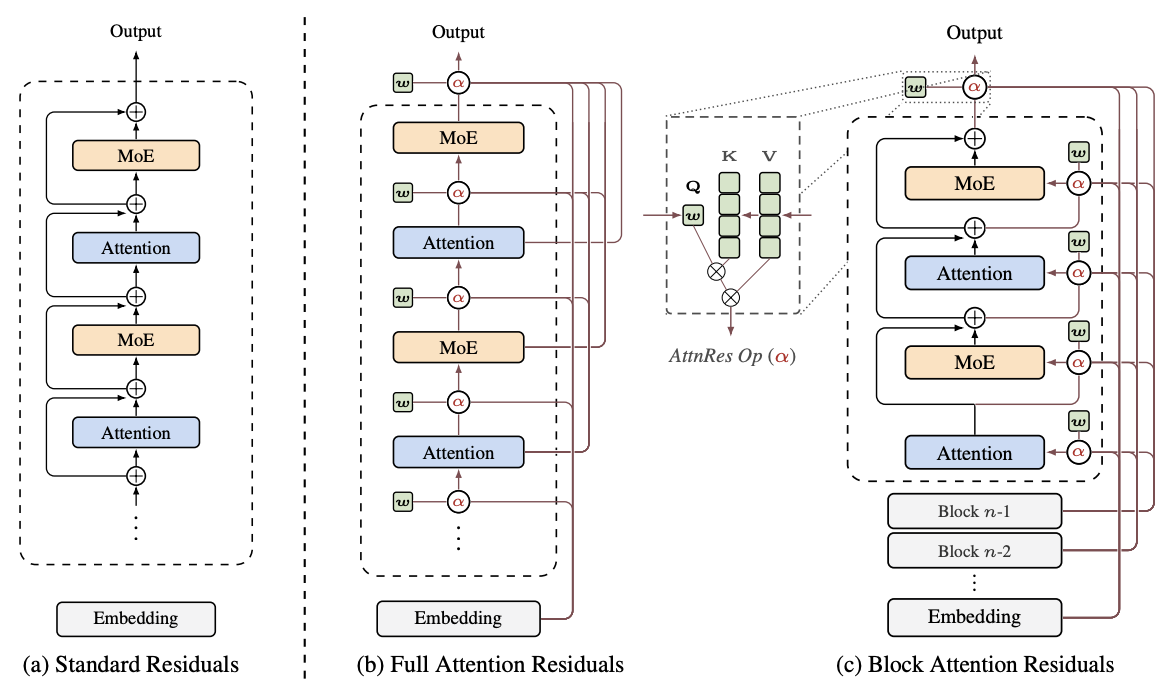 Output
MoE
Attention
MoE
Attention
⋮
Embedding
(a) Standard Residuals
Output
w α
MoE
w α
Attention
w α
MoE
w α
Attention
w α
⋮
Embedding
(b) Full Attention Residuals
K V
Q
w
AttnRes Op (α)
Output
w α
w
MoE α
w
Attention α
w
MoE α
w
Attention α
Block n-1
Block n-2
⋮
Embedding
(c) Block Attention Residuals